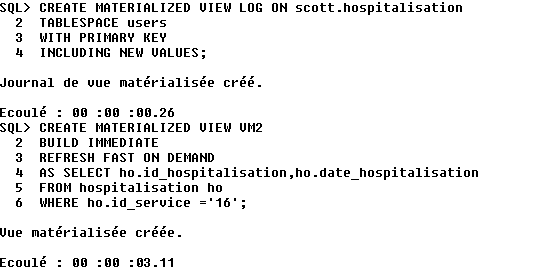 SQL> CREATE MATERIALIZED VIEW LOG ON scott.hospitalisation
2 TABLESPACE users
3 WITH PRIMARY KEY
4 INCLUDING NEW VALUES;
Journal de vue matérialisée créé.
Ecoulé : 00 :00 :00.26
SQL> CREATE MATERIALIZED VIEW VM2
2 BUILD IMMEDIATE
3 REFRESH FAST ON DEMAND
4 AS SELECT ho.id_hospitalisation,ho.date_hospitalisation
5 FROM hospitalisation ho
6 WHERE ho.id_service ='16';
Vue matérialisée créée.
Ecoulé : 00 :00 :03.11